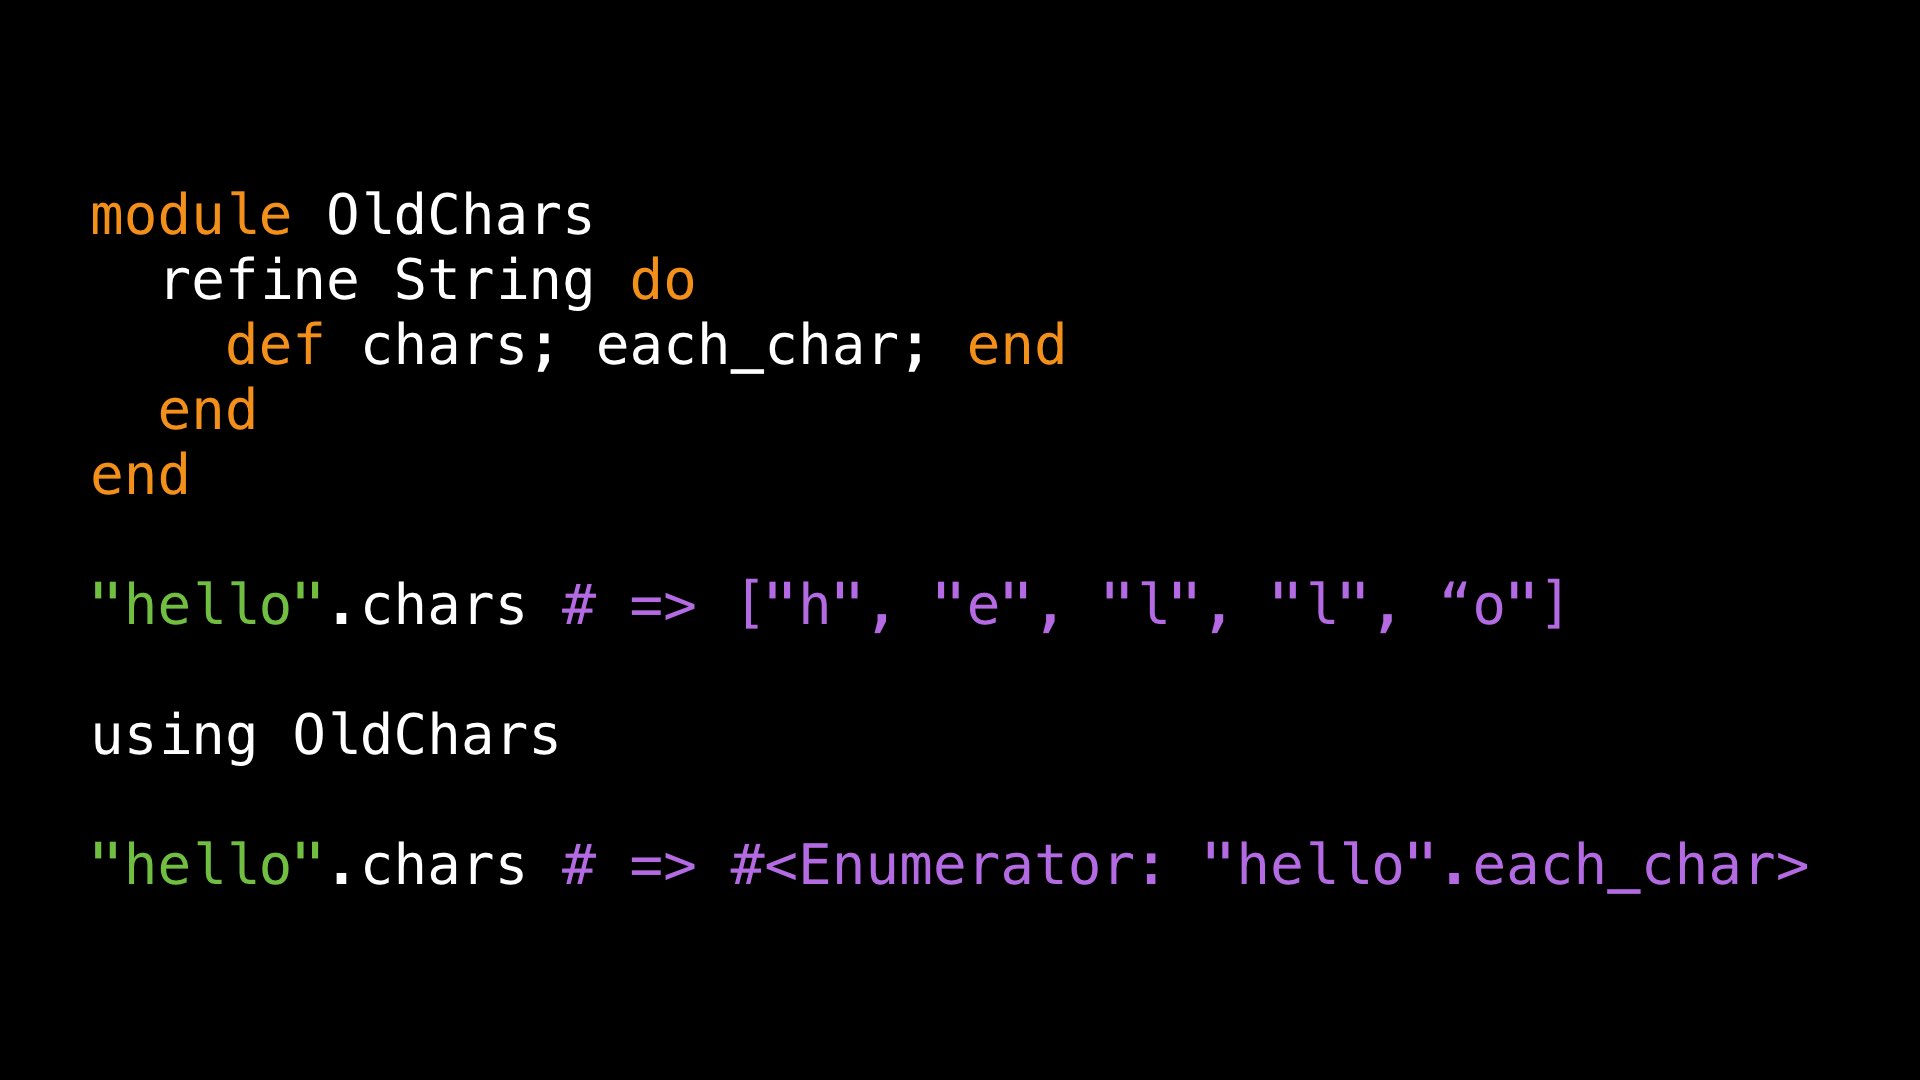 module OldChars
  refine String do
    def chars; each_char; end
  end
end
"hello".chars # => ["h", "e", "l", "l", “o"]
using OldChars
"hello".chars # => #<Enumerator: "hello".each_char>